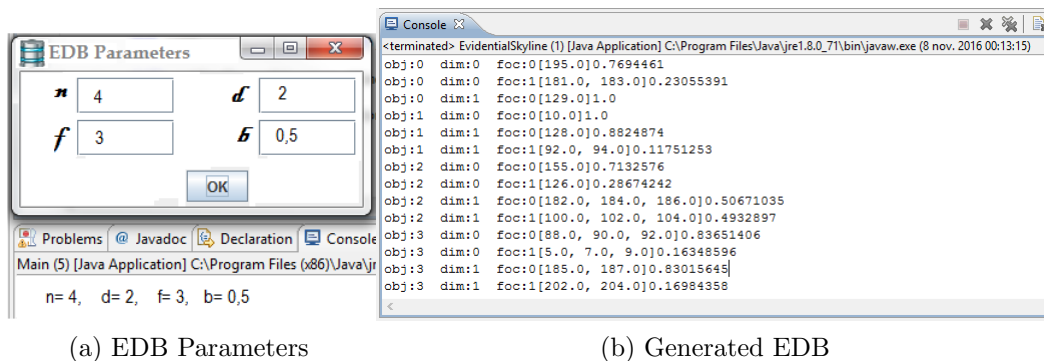 EDB Parameters
n 4 d 2
f 3 b 0,5
OK
Problems @ Javadoc Declaration Console
Main (5) [Java Application] C:\Program Files (x86)\Java\jr
n= 4, d= 2, f= 3, b= 0,5
(a) EDB Parameters
Console
<terminated> EvidentialSkyline (1) [Java Application] C:\Program Files\Java\jre1.8.0_71\bin\javaw.exe (8 nov. 2016 00:13:15)
obj:0 dim:0 foc:0[195.0]0.7694461
obj:0 dim:0 foc:1[181.0, 183.0]0.23055391
obj:0 dim:1 foc:0[129.0]1.0
obj:1 dim:0 foc:0[10.0]1.0
obj:1 dim:1 foc:0[128.0]0.8824874
obj:1 dim:1 foc:1[92.0, 94.0]0.11751253
obj:2 dim:0 foc:0[155.0]0.7132576
obj:2 dim:0 foc:1[126.0]0.28674242
obj:2 dim:1 foc:0[182.0, 184.0, 186.0]0.50671035
obj:2 dim:1 foc:1[100.0, 102.0, 104.0]0.4932897
obj:3 dim:0 foc:0[88.0, 90.0, 92.0]0.83651406
obj:3 dim:0 foc:1[5.0, 7.0, 9.0]0.16348596
obj:3 dim:1 foc:0[185.0, 187.0]0.83015645
obj:3 dim:1 foc:1[202.0, 204.0]0.16984358
(b) Generated EDB